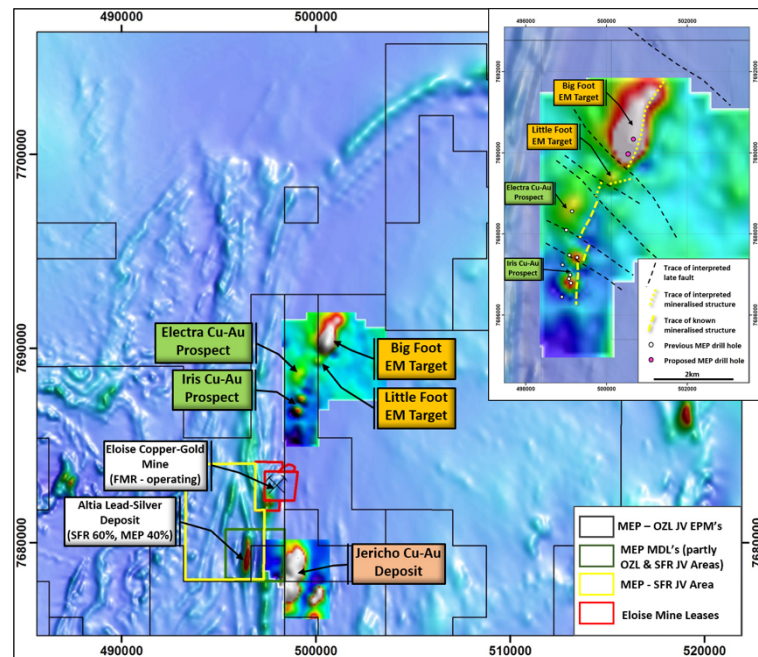 490000
500000
7700000
7690000
7680000
Electra Cu-Au
Prospect
Iris Cu-Au
Prospect
Eloise Copper-Gold
Mine
(FMR - operating)
Altia Lead-Silver
Deposit
(SFR 60%, MEP 40%)
Big Foot
EM Target
Little Foot
EM Target
Jericho Cu-Au
Deposit
490000
500000
510000
520000
498000
500000
502000
Big Foot
EM Target
Little Foot
EM Target
Electra Cu-Au
Prospect
Iris Cu-Au
Prospect
Trace of interpreted
late fault
Trace of interpreted
mineralised structure
Trace of known
mineralised structure
Previous MEP drill hole
Proposed MEP drill hole
2km
MEP – OZL JV EPM's
MEP MDL's (partly
OZL & SFR JV Areas)
MEP - SFR JV Area
Eloise Mine Leases